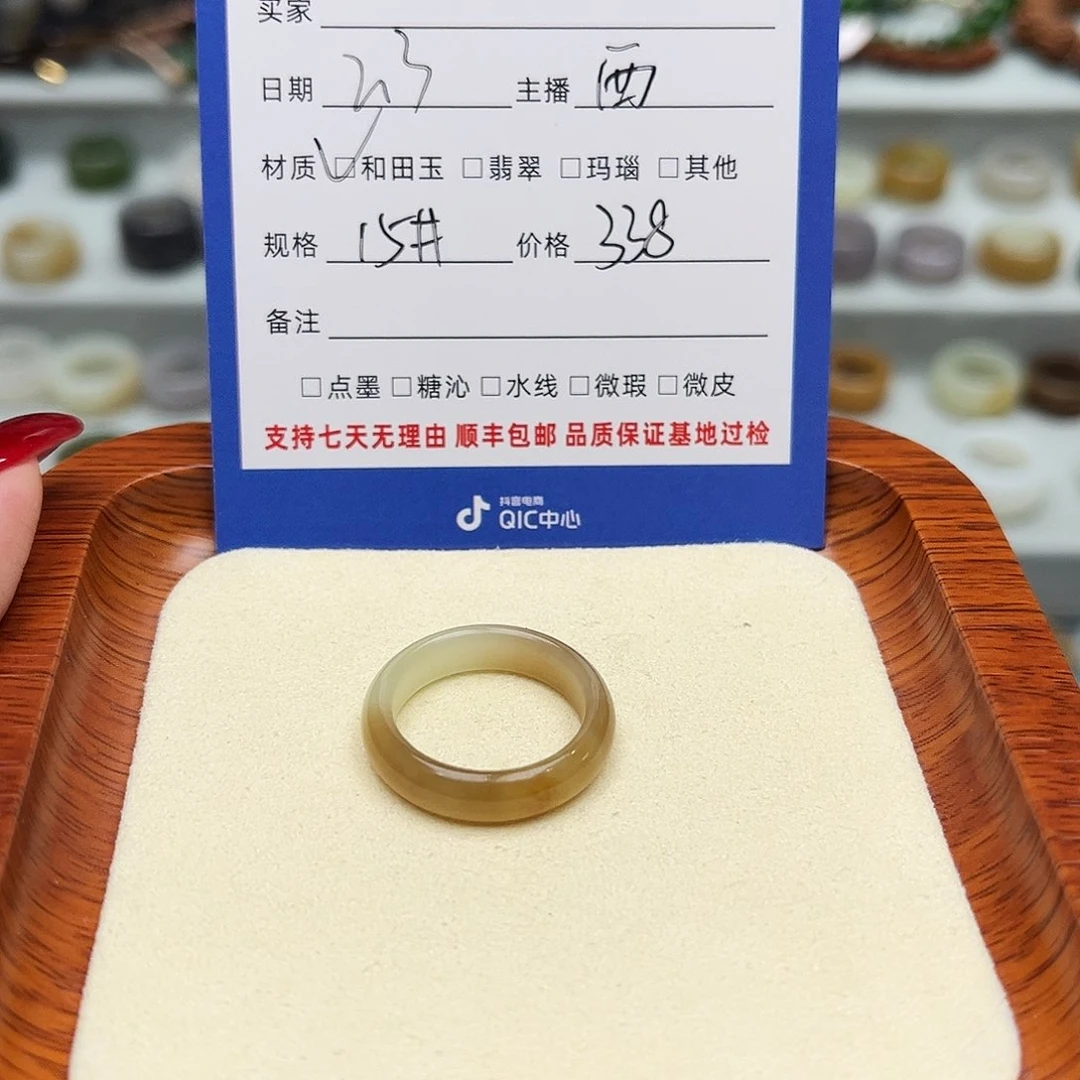 买家
日期 23 主播 西
材质 ☑和田玉 □翡翠 □玛瑙 □其他
规格 15# 价格 338
备注
□点墨 □糖沁 □水线 □微瑕 □微皮
支持七天无理由 顺丰包邮 品质保证基地过检
抖音电商
QIC中心